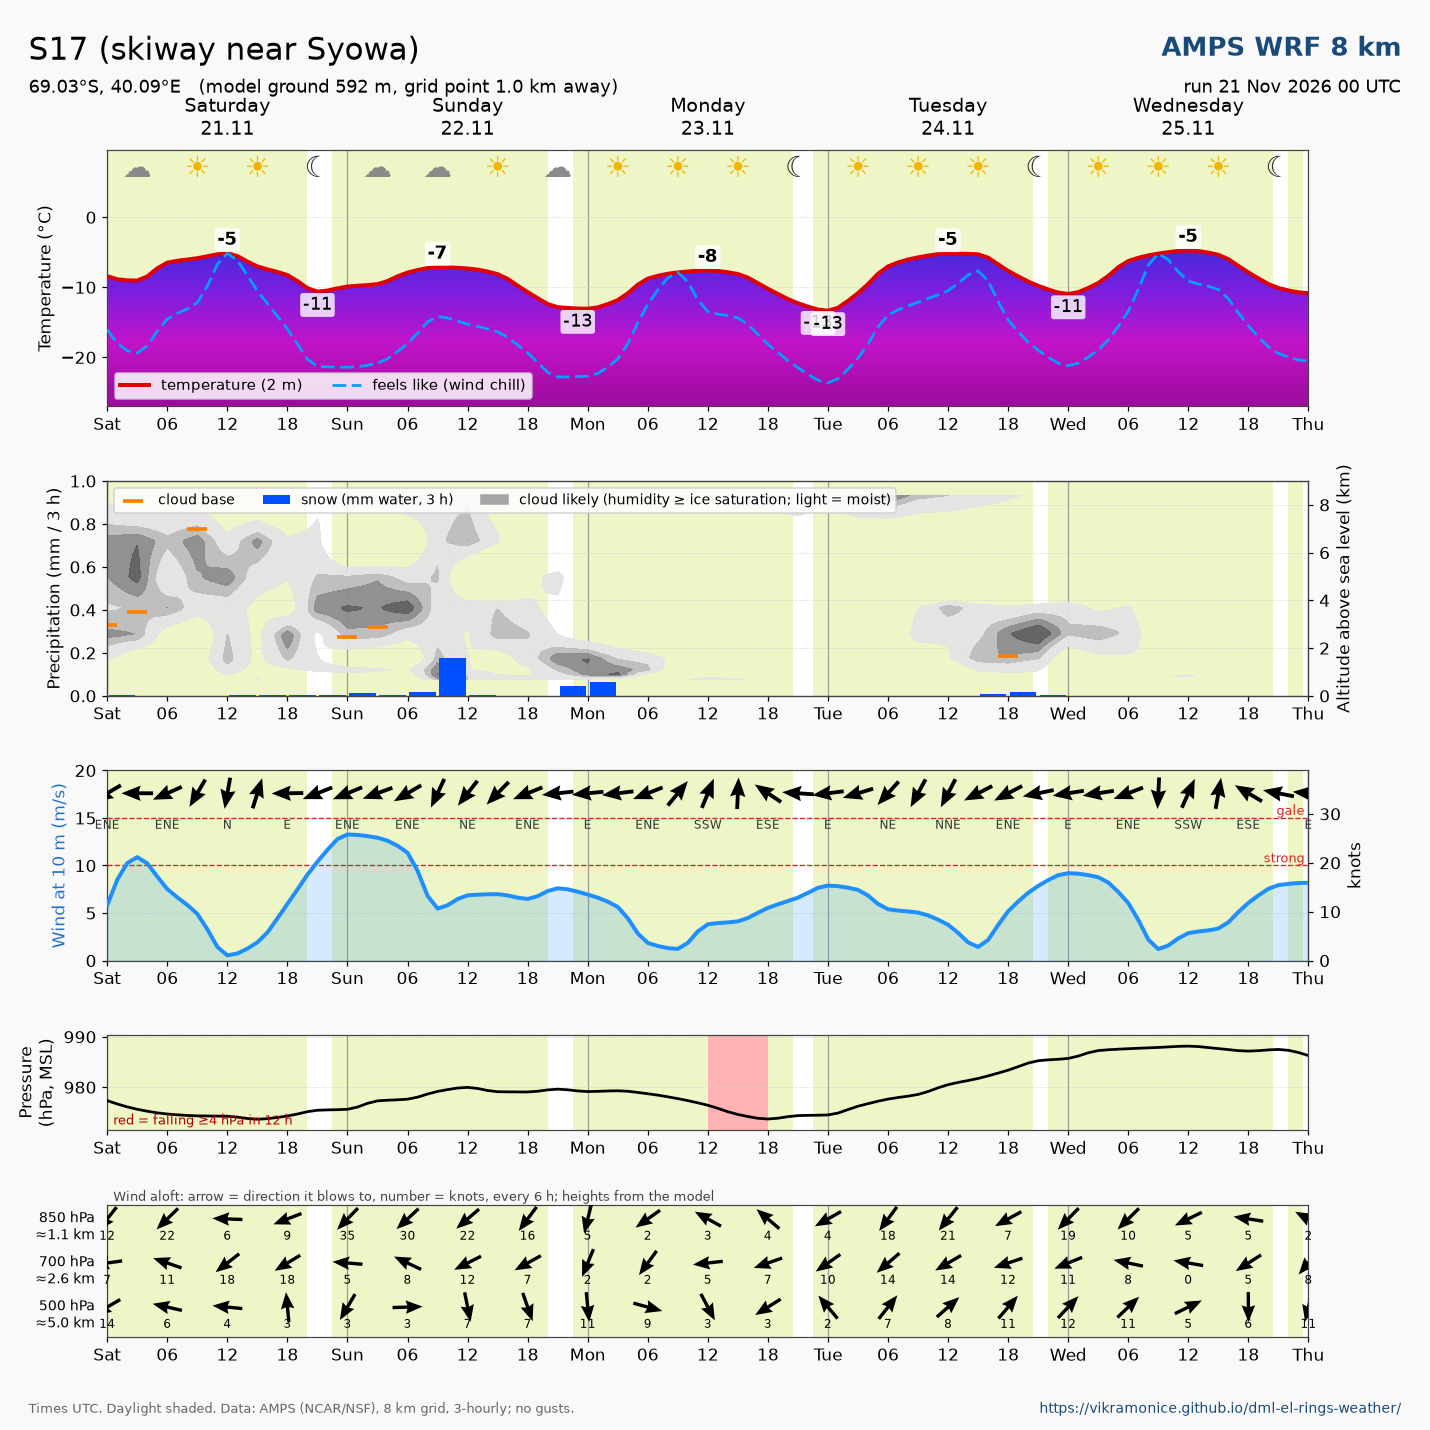 S17 (skiway near Syowa)
AMPS WRF 8 km
69.03°S, 40.09°E (model ground 592 m, grid point 1.0 km away)
run 21 Nov 2026 00 UTC
Saturday Sunday Monday Tuesday Wednesday
21.11 22.11 23.11 24.11 25.11
Temperature (°C)
0
−10
−20
-5 -7 -8 -5 -5
-11 -13 -13 -11
temperature (2 m) feels like (wind chill)
Sat 06 12 18 Sun 06 12 18 Mon 06 12 18 Tue 06 12 18 Wed 06 12 18 Thu
Precipitation (mm / 3 h)
1.0
0.8
0.6
0.4
0.2
0.0
cloud base snow (mm water, 3 h) cloud likely (humidity ≥ ice saturation; light = moist)
8
6
4
2
0
Altitude above sea level (km)
Sat 06 12 18 Sun 06 12 18 Mon 06 12 18 Tue 06 12 18 Wed 06 12 18 Thu
Wind at 10 m (m/s)
20
15
10
5
0
ENE ENE N E ENE ENE NE ENE E ENE SSW ESE E NE NNE ENE E ENE SSW ESE E
gale
strong
30
20
10
0
knots
Sat 06 12 18 Sun 06 12 18 Mon 06 12 18 Tue 06 12 18 Wed 06 12 18 Thu
Pressure
(hPa, MSL)
990
980
red = falling ≥4 hPa in 12 h
Sat 06 12 18 Sun 06 12 18 Mon 06 12 18 Tue 06 12 18 Wed 06 12 18 Thu
Wind aloft: arrow = direction it blows to, number = knots, every 6 h; heights from the model
850 hPa
≈1.1 km 12 22 6 9 35 30 22 16 5 2 3 4 4 18 21 7 19 10 5 5 2
700 hPa
≈2.6 km 7 11 18 18 5 8 12 7 2 2 5 7 10 14 14 12 11 8 0 5 8
500 hPa
≈5.0 km 14 6 4 3 3 3 7 7 11 9 3 3 2 7 8 11 12 11 5 6 11
Sat 06 12 18 Sun 06 12 18 Mon 06 12 18 Tue 06 12 18 Wed 06 12 18 Thu
Times UTC. Daylight shaded. Data: AMPS (NCAR/NSF), 8 km grid, 3-hourly; no gusts.
https://vikramonice.github.io/dml-el-rings-weather/